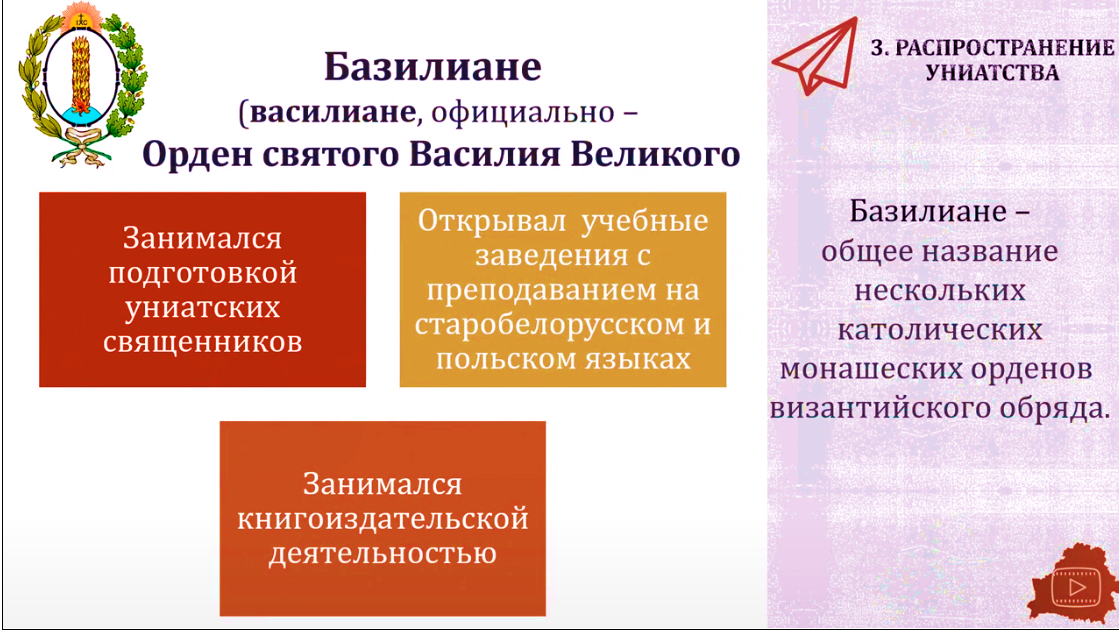 Базилиане
(василиане, официально –
Орден святого Василия Великого
Занимался
подготовкой
униатских
священников
Открывал учебные
заведения с
преподаванием на
старобелорусском и
польском языках
Занимался
книгоиздательской
деятельностью
3. РАСПРОСТРАНЕНИЕ
УНИАТСТВА
Базилиане –
общее название
нескольких
католических
монашеских орденов
византийского обряда.